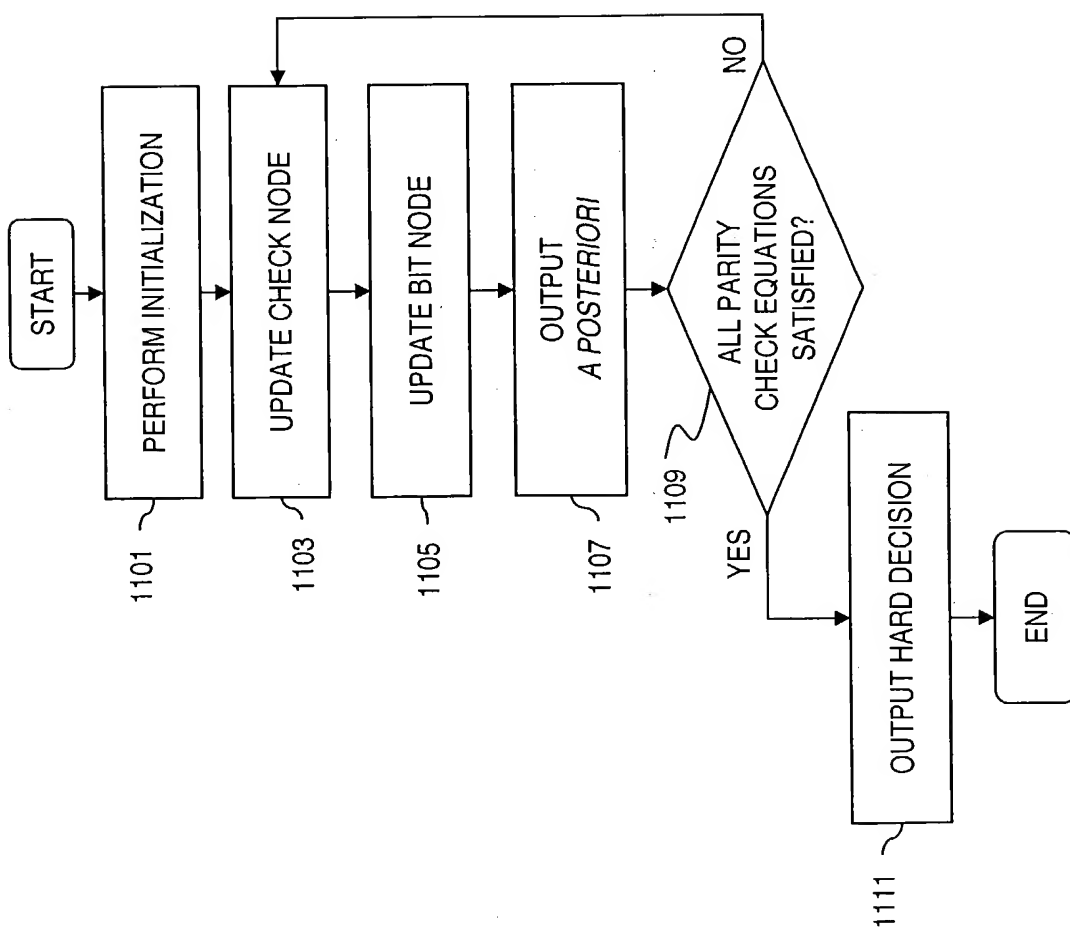 START
1101
PERFORM INITIALIZATION
1103
UPDATE CHECK NODE
1105
UPDATE BIT NODE
1107
OUTPUT
A POSTERIORI
1109
ALL PARITY
CHECK EQUATIONS
SATISFIED?
NO
YES
1111
OUTPUT HARD DECISION
END